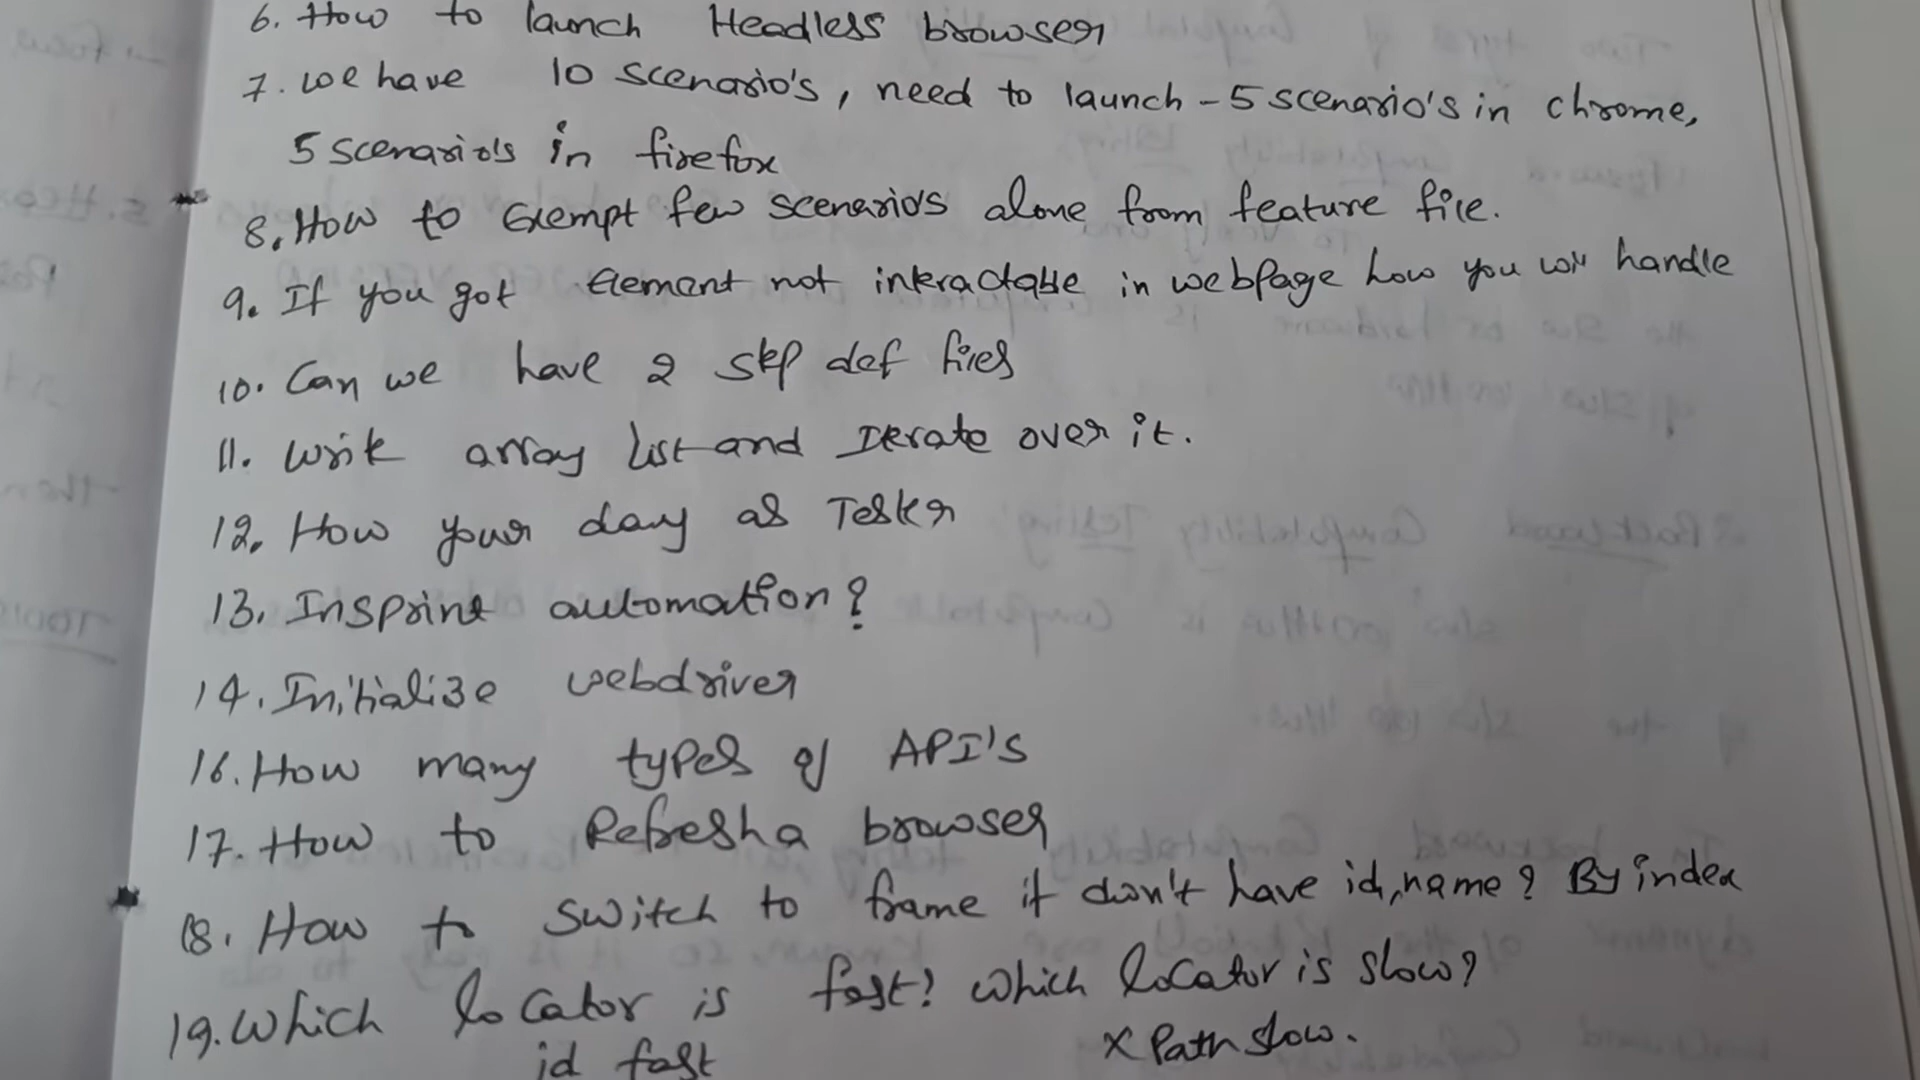 6. How to launch Headless browser
7. we have 10 scenario's, need to launch - 5 scenario's in chrome,
5 scenario's in firefox
* 8. How to Exempt few scenario's alone from feature file.
9. If you got Element not interactable in webpage how you will handle
10. Can we have 2 step def files
11. Write array list and Iterate over it.
12. How your day as Tester
13. Insprint automation?
14. Initialize webdriver
16. How many types of API's
17. How to Refresh a browser
* 18. How to switch to frame if don't have id, name? By index
19. Which locator is fast? which locator is slow?
id fast xPath slow.